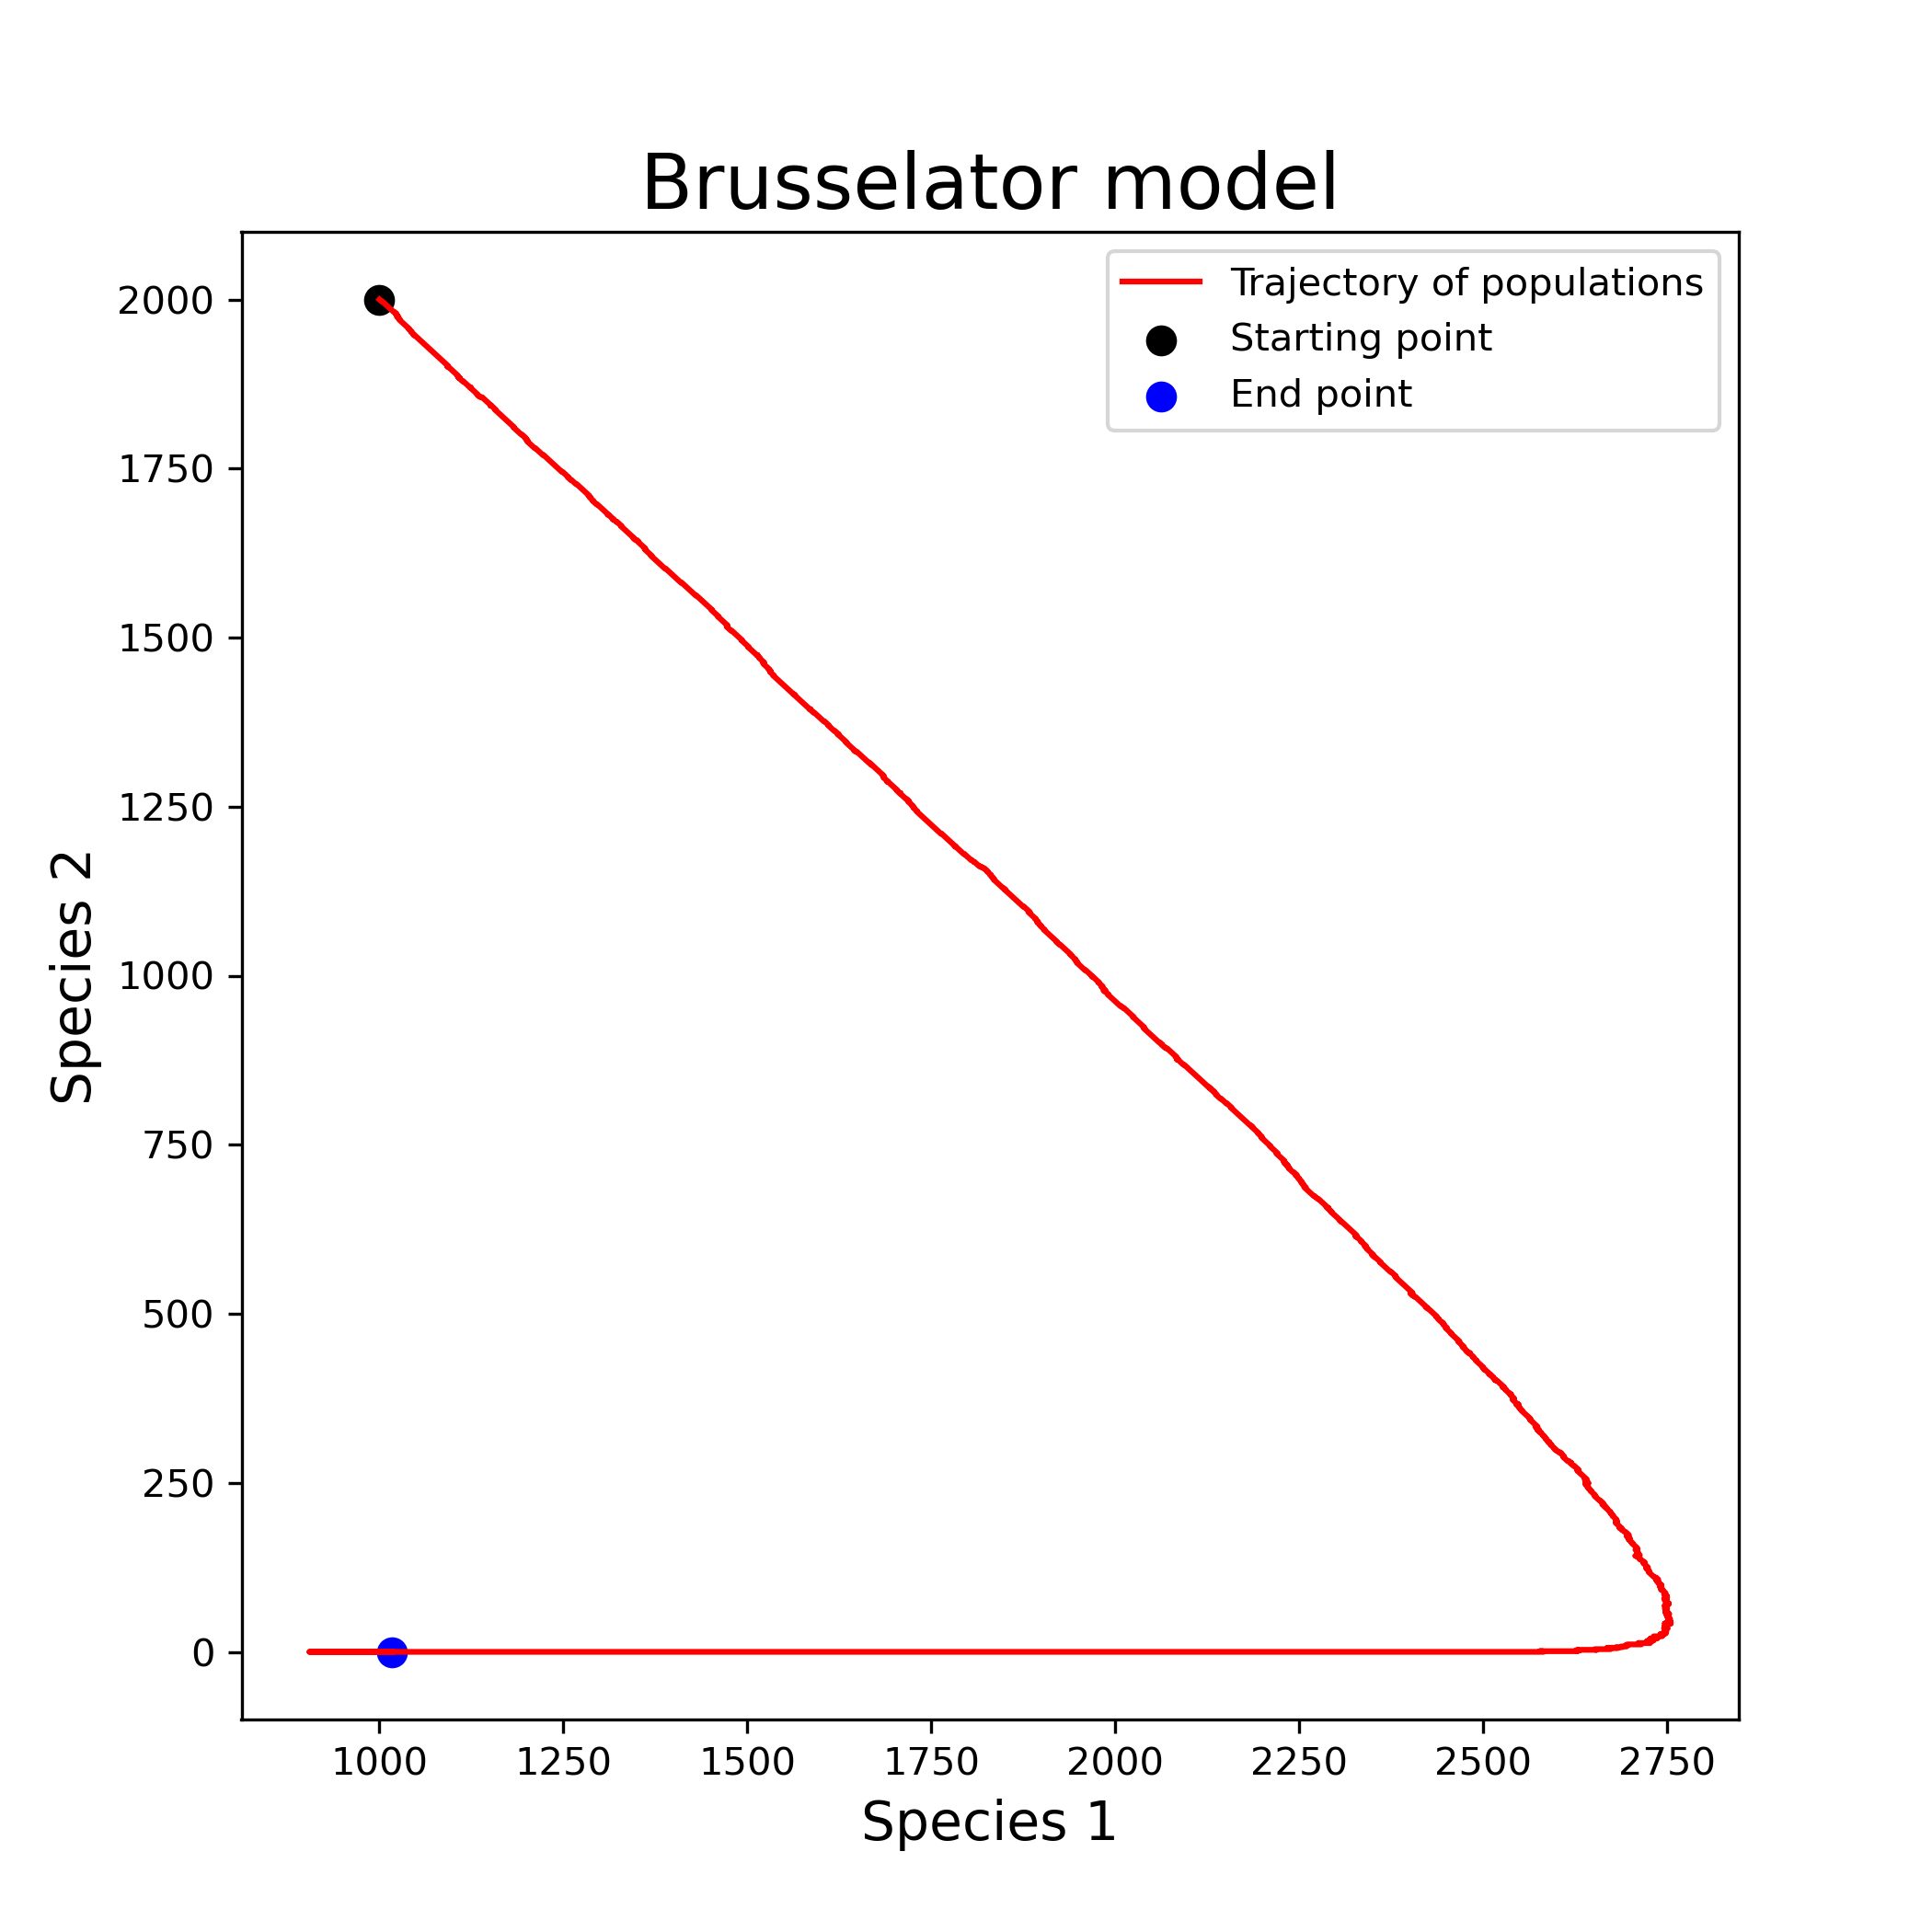 Brusselator model
Trajectory of populations
Starting point
End point
2000
1750
1500
1250
1000
750
500
250
0
Species 2
1000 1250 1500 1750 2000 2250 2500 2750
Species 1